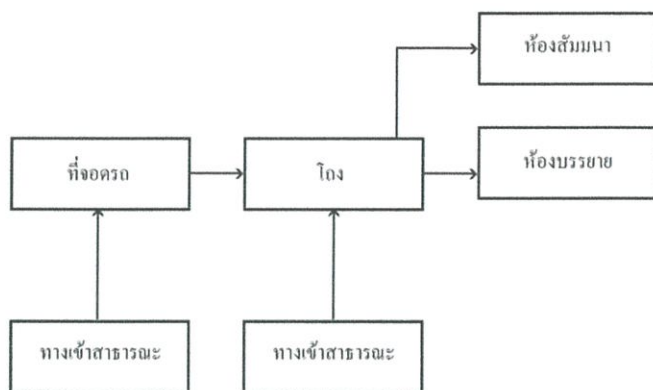 ห้องสัมมนา
ที่จอดรถ
โถง
ห้องบรรยาย
ทางเข้าสาธารณะ
ทางเข้าสาธารณะ